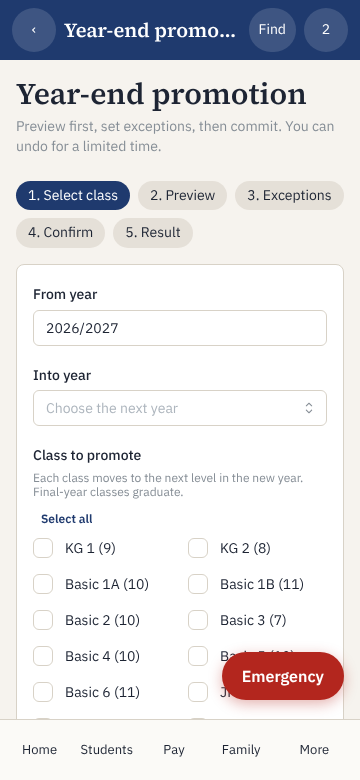 ‹ Year-end promo... Find 2
Year-end promotion
Preview first, set exceptions, then commit. You can
undo for a limited time.
1. Select class 2. Preview 3. Exceptions
4. Confirm 5. Result
From year
2026/2027
Into year
Choose the next year
Class to promote
Each class moves to the next level in the new year.
Final-year classes graduate.
Select all
KG 1 (9) KG 2 (8)
Basic 1A (10) Basic 1B (11)
Basic 2 (10) Basic 3 (7)
Basic 4 (10)
Emergency
Basic 6 (11)
Home Students Pay Family More